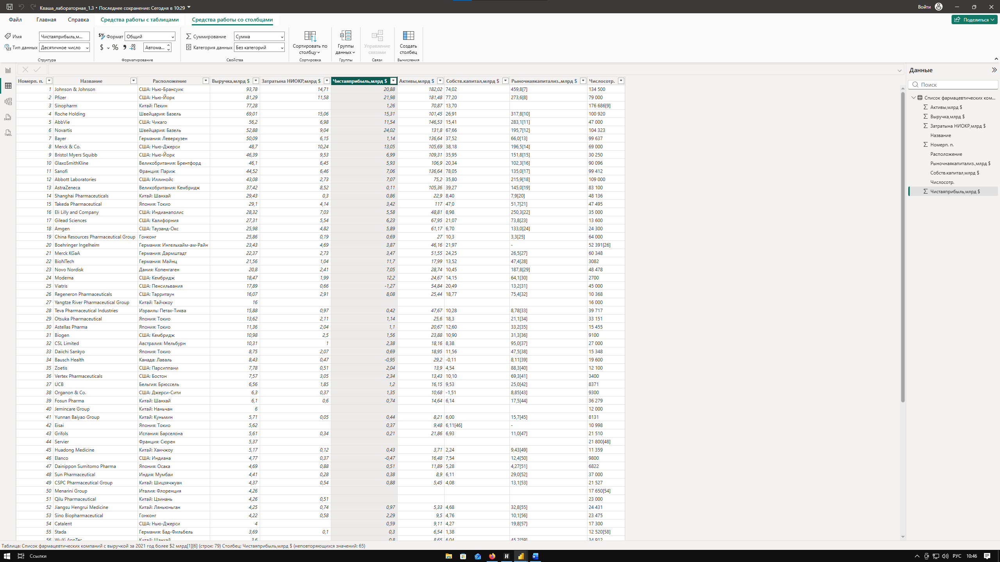 Кваша_лабораторная_1.3 • Последнее сохранение: Сегодня в 10:29
Войти
Файл Главная Справка Средства работы с таблицами Средства работы со столбцами
Поделиться
Имя Чистаяприбыль,м...
Тип данных Десятичное число
Структура
Формат Общий
$ % Автома...
Форматирование
Суммирование Сумма
Категория данных Без категорий
Свойства
Сортировать по столбцу
Сортировка
Группы данных
Группы
Управление связями
Связи
Создать столбец
Вычисления
Номерп. п. Название Расположение Выручка,млрд $ Затратына НИОКР,млрд $ Чистаяприбыль,млрд $ Активы,млрд $ Собств.капитал,млрд $ Рыночнаякапитализ.,млрд $ Числосотр.
1 Johnson & Johnson США: Нью-Брансуик 93,78 14,71 20,88 182,02 74,02 459,8[7] 134 500
2 Pfizer США: Нью-Йорк 81,29 11,58 21,98 181,48 77,20 273,6[8] 79 000
3 Sinopharm Китай: Пекин 77,28 1,26 70,87 13,70 176 686[9]
4 Roche Holding Швейцария: Базель 69,01 15,06 15,31 101,45 26,91 317,8[10] 100 920
5 AbbVie США: Чикаго 56,2 6,98 11,54 146,53 15,41 283,1[11] 47 000
6 Novartis Швейцария: Базель 52,88 9,04 24,02 131,8 67,66 195,7[12] 104 323
7 Bayer Германия: Леверкузен 50,09 6,15 1,14 136,64 37,52 66,0[13] 99 637
8 Merck & Co. США: Нью-Джерси 48,7 10,24 13,05 105,69 38,18 196,5[14] 69 000
9 Bristol Myers Squibb США: Нью-Йорк 46,39 9,53 6,99 109,31 35,95 151,8[15] 30 250
10 GlaxoSmithKline Великобритания: Брентфорд 46,1 6,45 5,93 106,9 20,34 102,3[16] 90 096
11 Sanofi Франция: Париж 44,52 6,46 7,06 136,64 78,05 135,0[17] 99 412
12 Abbott Laboratories США: Иллинойс 43,08 2,73 7,07 75,2 35,80 215,9[18] 109 000
13 AstraZeneca Великобритания: Кембридж 37,42 8,52 0,11 105,36 39,27 145,0[19] 83 100
14 Shanghai Pharmaceuticals Китай: Шанхай 29,43 0,3 0,86 22,9 8,40 7,9[20] 48 136
15 Takeda Pharmaceutical Япония: Токио 29,1 4,14 3,42 117 47,0 51,7[21] 47 495
16 Eli Lilly and Company США: Индианаполис 28,32 7,03 5,58 48,81 8,98 250,3[22] 35 000
17 Gilead Sciences США: Калифорния 27,31 5,54 6,23 67,95 21,07 73,8[23] 13 600
18 Amgen США: Таузанд-Окс 25,98 4,82 5,89 61,17 6,70 133,0[24] 24 300
19 China Resources Pharmaceutical Group Гонконг 25,86 0,19 0,69 27 10,3 3,3[25] 64 000
20 Boehringer Ingelheim Германия: Ингельхайм-ам-Райн 23,43 4,69 3,87 46,16 21,97 - 52 391[26]
21 Merck KGaA Германия: Дармштадт 22,37 2,73 3,47 51,55 24,25 26,5[27] 60 348
22 BioNTech Германия: Майнц 21,56 1,04 11,7 17,99 13,52 47,4[28] 3082
23 Novo Nordisk Дания: Копенгаген 20,8 2,41 7,05 28,74 10,45 187,8[29] 48 478
24 Moderna США: Кембридж 18,47 1,99 12,2 24,67 14,15 64,1[30] 2700
25 Viatris США: Пенсильвания 17,89 0,66 -1,27 54,84 20,49 13,2[31] 45 000
26 Regeneron Pharmaceuticals США: Тарритаун 16,07 2,91 8,08 25,44 18,77 75,4[32] 10 368
27 Yangtze River Pharmaceutical Group Китай: Тайчжоу 16 16 000
28 Teva Pharmaceutical Industries Израиль: Петах-Тиква 15,88 0,97 0,42 47,67 10,28 8,78[33] 39 717
29 Otsuka Pharmaceutical Япония: Токио 13,62 2,11 1,14 25,6 18,3 21,1[34] 33 151
30 Astellas Pharma Япония: Токио 11,36 2,04 1,1 20,67 12,60 33,2[35] 15 455
31 Biogen США: Кембридж 10,98 2,5 1,56 23,88 10,90 31,3[36] 9100
32 CSL Limited Австралия: Мельбурн 10,31 1 2,38 18,16 8,38 95,0[37] 27 000
33 Daiichi Sankyo Япония: Токио 8,75 2,07 0,69 18,95 11,56 47,5[38] 15 348
34 Bausch Health Канада: Лаваль 8,43 0,47 -0,95 29,2 -0,11 8,11[39] 19 600
35 Zoetis США: Парсиппани 7,78 0,51 2,04 13,9 4,54 88,3[40] 12 100
36 Vertex Pharmaceuticals США: Бостон 7,57 3,05 2,34 13,43 10,10 69,3[41] 3400
37 UCB Бельгия: Брюссель 6,56 1,85 1,2 16,15 9,53 25,0[42] 8371
38 Organon & Co. США: Джерси-Сити 6,3 0,37 1,35 10,68 -1,51 8,85[43] 9300
39 Fosun Pharma Китай: Шанхай 6,1 0,6 0,74 14,64 6,14 17,5[44] 36 279
40 Jemincare Group Китай: Наньчан 6 12 000
41 Yunnan Baiyao Group Китай: Куньмин 5,71 0,05 0,44 8,21 6,00 15,7[45] 8131
42 Eisai Япония: Токио 5,62 0,37 9,48 6,11[46] - 10 998
43 Grifols Испания: Барселона 5,61 0,34 0,21 21,86 6,93 11,0[47] 21 510
44 Servier Франция: Сюрен 5,37 21 800[48]
45 Huadong Medicine Китай: Ханчжоу 5,17 0,12 0,43 3,71 2,24 9,43[49] 11 359
46 Elanco США: Индиана 4,77 0,37 -0,47 16,48 7,54 12,4[50] 9800
47 Dainippon Sumitomo Pharma Япония: Осака 4,69 0,88 0,51 11,89 5,28 4,27[51] 6822
48 Sun Pharmaceutical Индия: Мумбаи 4,41 0,28 0,38 8,9 6,11 29,0[52] 37 000
49 CSPC Pharmaceutical Group Китай: Шицзячжуан 4,37 0,54 0,88 5,45 4,08 13,1[53] 21 527
50 Menarini Group Италия: Флоренция 4,26 17 650[54]
51 Qilu Pharmaceutical Китай: Цзинань 4,26 0,51 23 000
52 Jiangsu Hengrui Medicine Китай: Ляньюньган 4,25 0,74 0,97 5,33 4,68 32,8[55] 24 431
53 Sino Biopharmaceutical Гонконг 4,22 0,58 2,29 9,5 4,76 10,1[56] 23 475
54 Catalent США: Нью-Джерси 4 0,59 9,11 4,27 19,8[57] 17 300
55 Stada Германия: Бад-Фильбель 3,69 0,1 0,3 6,54 1,38 12 520[58]
56 WuXi AppTec Китай: Шанхай 3,6 0,8 8,65 6,04 45,2[59] 34 912
Данные
Поиск
Список фармацевтических ком...
Активы,млрд $
Выручка,млрд $
Затратына НИОКР,млрд $
Название
Номерп. п.
Расположение
Рыночнаякапитализ.,млрд $
Собств.капитал,млрд $
Числосотр.
Чистаяприбыль,млрд $
Таблица: Список фармацевтических компаний с выручкой за 2021 год более $2 млрд[1][6] (строк: 79) Столбец: Чистаяприбыль,млрд $ (неповторяющихся значений: 65)
Ссылки
РУС 10:46